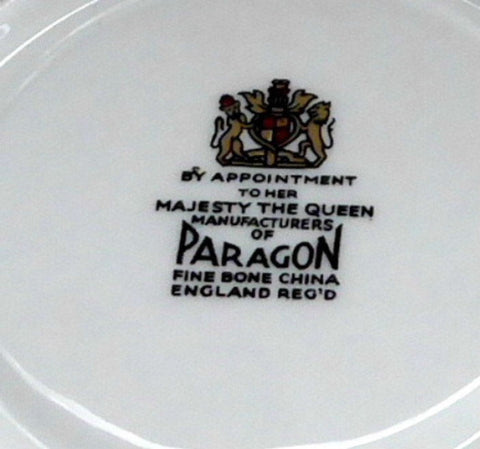 BY APPOINTMENT
TO HER
MAJESTY THE QUEEN
MANUFACTURERS
OF
PARAGON
FINE BONE CHINA
ENGLAND REG'D